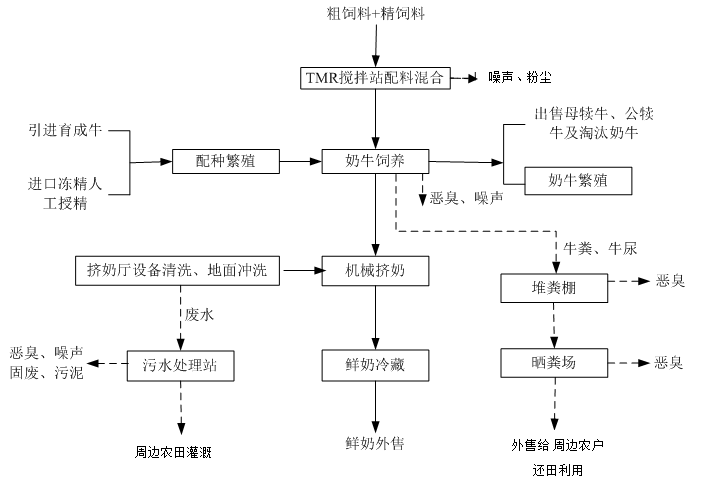 粗饲料+精饲料
TMR搅拌站配料混合
噪声、粉尘
引进育成牛
进口冻精人
工授精
配种繁殖
奶牛饲养
出售母犊牛、公犊
牛及淘汰奶牛
奶牛繁殖
恶臭、噪声
牛粪、牛尿
挤奶厅设备清洗、地面冲洗
机械挤奶
堆粪棚
恶臭
废水
恶臭、噪声
固废、污泥
污水处理站
鲜奶冷藏
晒粪场
恶臭
周边农田灌溉
鲜奶外售
外售给 周边农户
还田利用